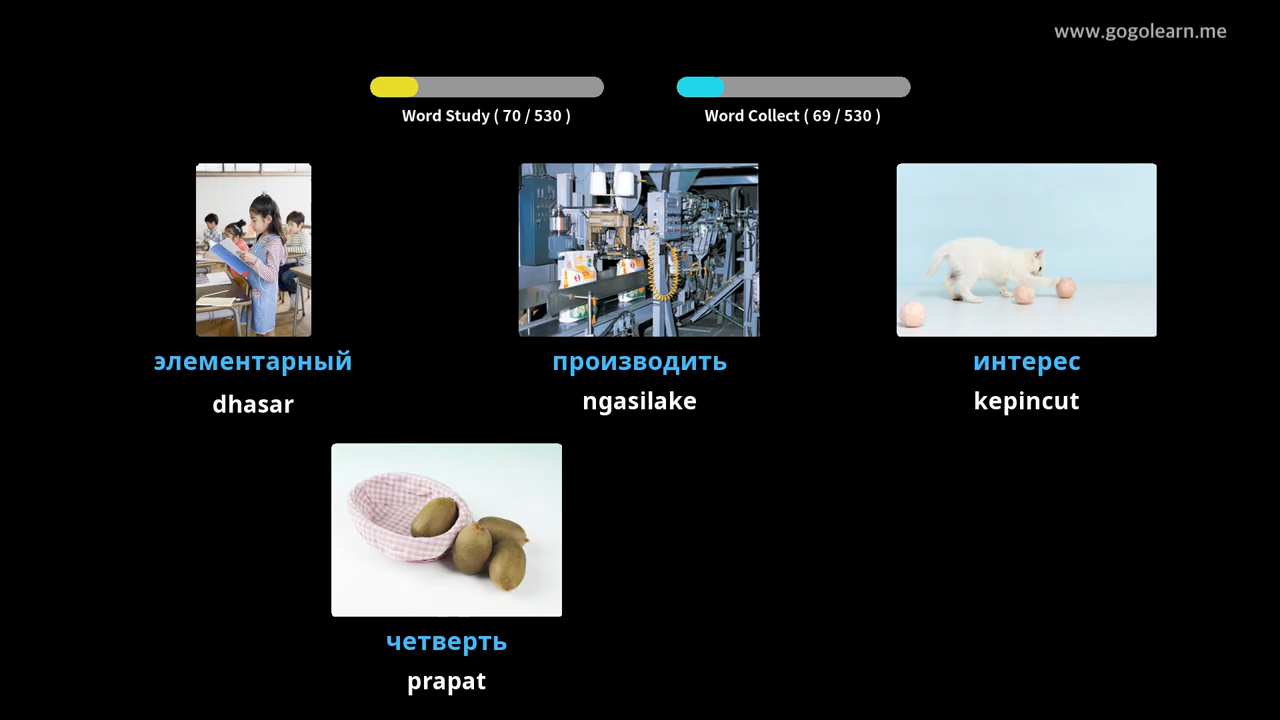 www.gogolearn.me
Word Study ( 70 / 530 )
Word Collect ( 69 / 530 )
элементарный
dhasar
производить
ngasilake
интерес
kepincut
четверть
prapat